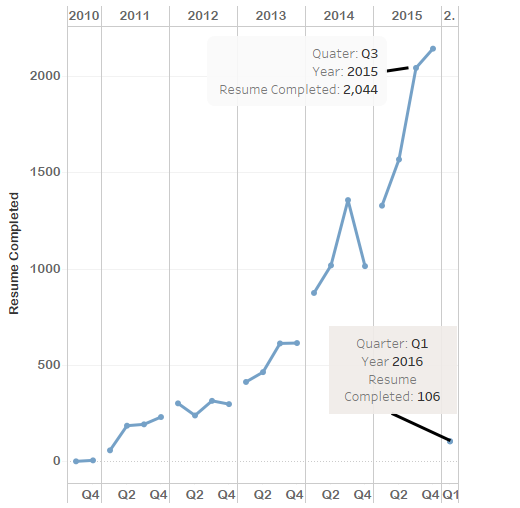 2010 2011 2012 2013 2014 2015 2.
Quater: Q3
Year: 2015
Resume Completed: 2,044
2000
1500
Resume Completed
1000
500
0
Quarter: Q1
Year 2016
Resume
Completed: 106
Q4 Q2 Q4 Q2 Q4 Q2 Q4 Q2 Q4 Q2 Q4 Q1